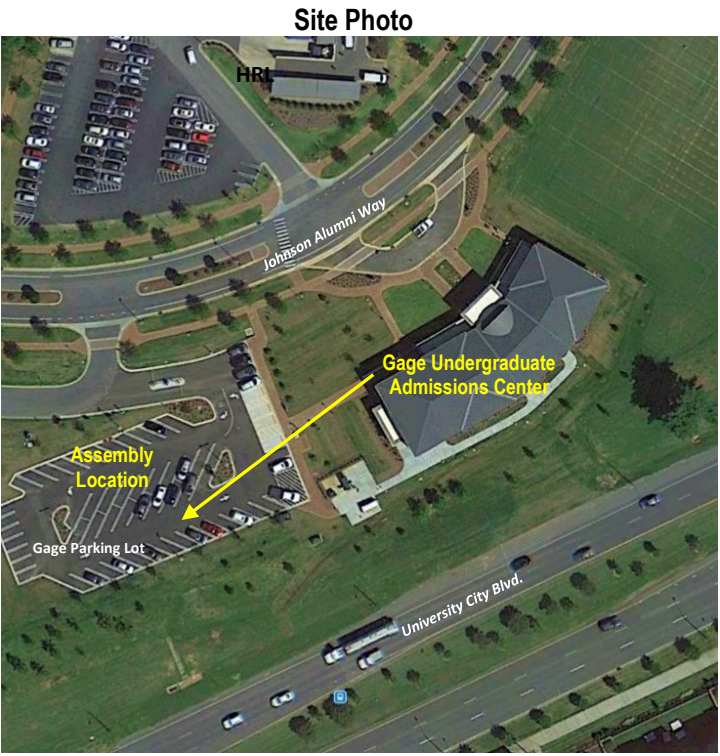 Site Photo
HRL
Johnson Alumni Way
Gage Undergraduate
Admissions Center
Assembly
Location
Gage Parking Lot
University City Blvd.